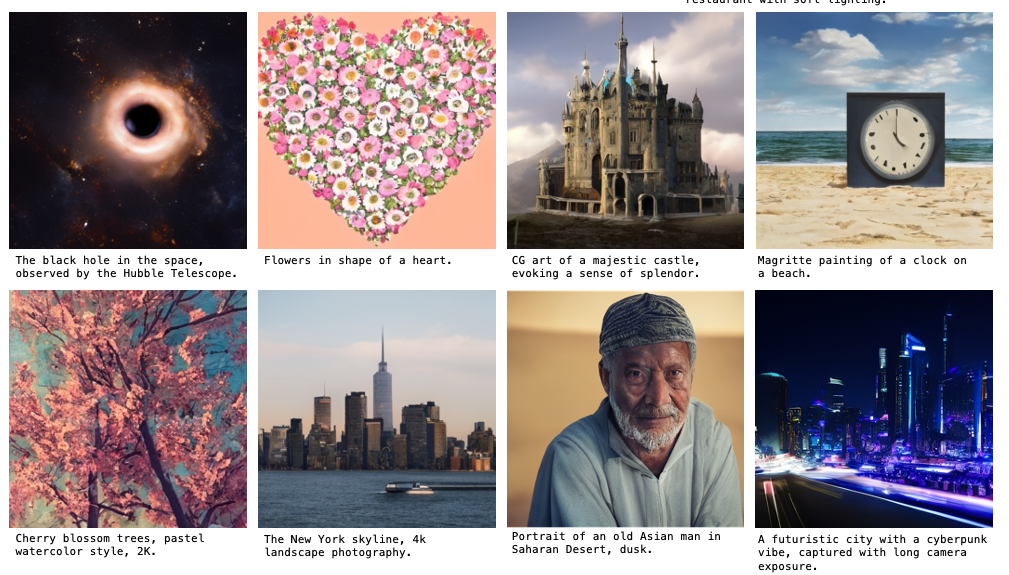 restaurant with soft lighting.
The black hole in the space,
observed by the Hubble Telescope.
Flowers in shape of a heart.
CG art of a majestic castle,
evoking a sense of splendor.
Magritte painting of a clock on
a beach.
Cherry blossom trees, pastel
watercolor style, 2K.
The New York skyline, 4k
landscape photography.
Portrait of an old Asian man in
Saharan Desert, dusk.
A futuristic city with a cyberpunk
vibe, captured with long camera
exposure.